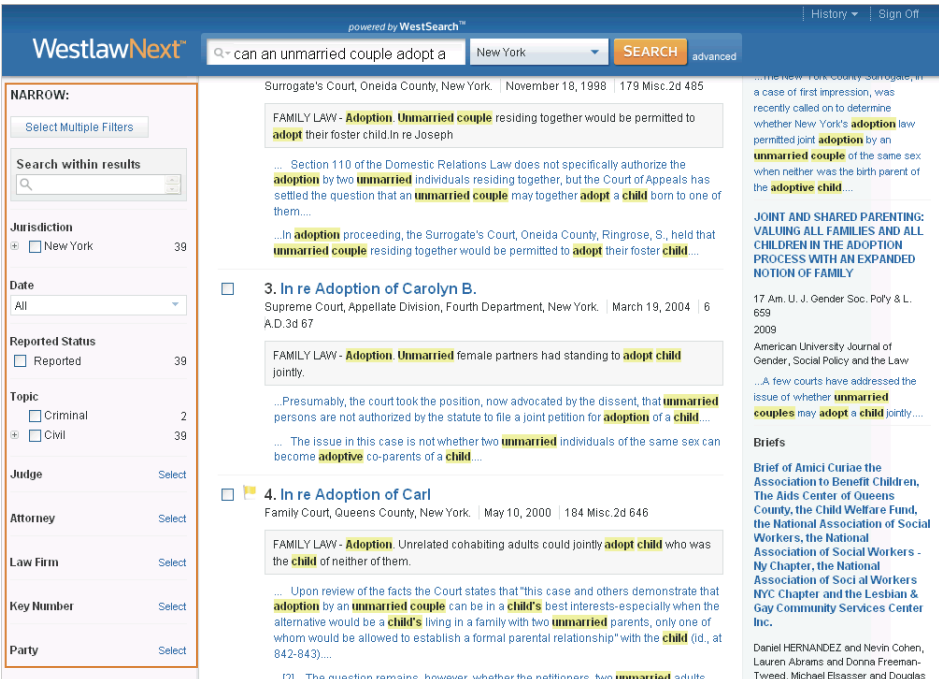 History
Sign Off
powered by WestSearch™
WestlawNext™
can an unmarried couple adopt a
New York
SEARCH
advanced
NARROW:
Select Multiple Filters
Search within results
Jurisdiction
New York 39
Date
All
Reported Status
Reported 39
Topic
Criminal 2
Civil 39
Judge Select
Attorney Select
Law Firm Select
Key Number Select
Party Select
Surrogate's Court, Oneida County, New York. | November 18, 1998 | 179 Misc.2d 485
FAMILY LAW - Adoption. Unmarried couple residing together would be permitted to
adopt their foster child.In re Joseph
... Section 110 of the Domestic Relations Law does not specifically authorize the
adoption by two unmarried individuals residing together, but the Court of Appeals has
settled the question that an unmarried couple may together adopt a child born to one of
them....
...In adoption proceeding, the Surrogate's Court, Oneida County, Ringrose, S., held that
unmarried couple residing together would be permitted to adopt their foster child....
3. In re Adoption of Carolyn B.
Supreme Court, Appellate Division, Fourth Department, New York. | March 19, 2004 | 6
A.D.3d 67
FAMILY LAW - Adoption. Unmarried female partners had standing to adopt child
jointly.
...Presumably, the court took the position, now advocated by the dissent, that unmarried
persons are not authorized by the statute to file a joint petition for adoption of a child....
... The issue in this case is not whether two unmarried individuals of the same sex can
become adoptive co-parents of a child....
4. In re Adoption of Carl
Family Court, Queens County, New York. | May 10, 2000 | 184 Misc.2d 646
FAMILY LAW - Adoption. Unrelated cohabiting adults could jointly adopt child who was
the child of neither of them.
... Upon review of the facts the Court states that "this case and others demonstrate that
adoption by an unmarried couple can be in a child's best interests-especially when the
alternative would be a child's living in a family with two unmarried parents, only one of
whom would be allowed to establish a formal parental relationship" with the child (id., at
842-843)....
[2] The question remains, however, whether the petitioners, two unmarried adults
...The New York County Surrogate, in
a case of first impression, was
recently called on to determine
whether New York's adoption law
permitted joint adoption by an
unmarried couple of the same sex
when neither was the birth parent of
the adoptive child....
JOINT AND SHARED PARENTING:
VALUING ALL FAMILIES AND ALL
CHILDREN IN THE ADOPTION
PROCESS WITH AN EXPANDED
NOTION OF FAMILY
17 Am. U. J. Gender Soc. Pol'y & L.
659
2009
American University Journal of
Gender, Social Policy and the Law
...A few courts have addressed the
issue of whether unmarried
couples may adopt a child jointly....
Briefs
Brief of Amici Curiae the
Association to Benefit Children,
The Aids Center of Queens
County, the Child Welfare Fund,
the National Association of Social
Workers, the National
Association of Social Workers -
Ny Chapter, the National
Association of Soci al Workers
NYC Chapter and the Lesbian &
Gay Community Services Center
Inc.
Daniel HERNANDEZ and Nevin Cohen,
Lauren Abrams and Donna Freeman-
Tweed, Michael Elsasser and Douglas